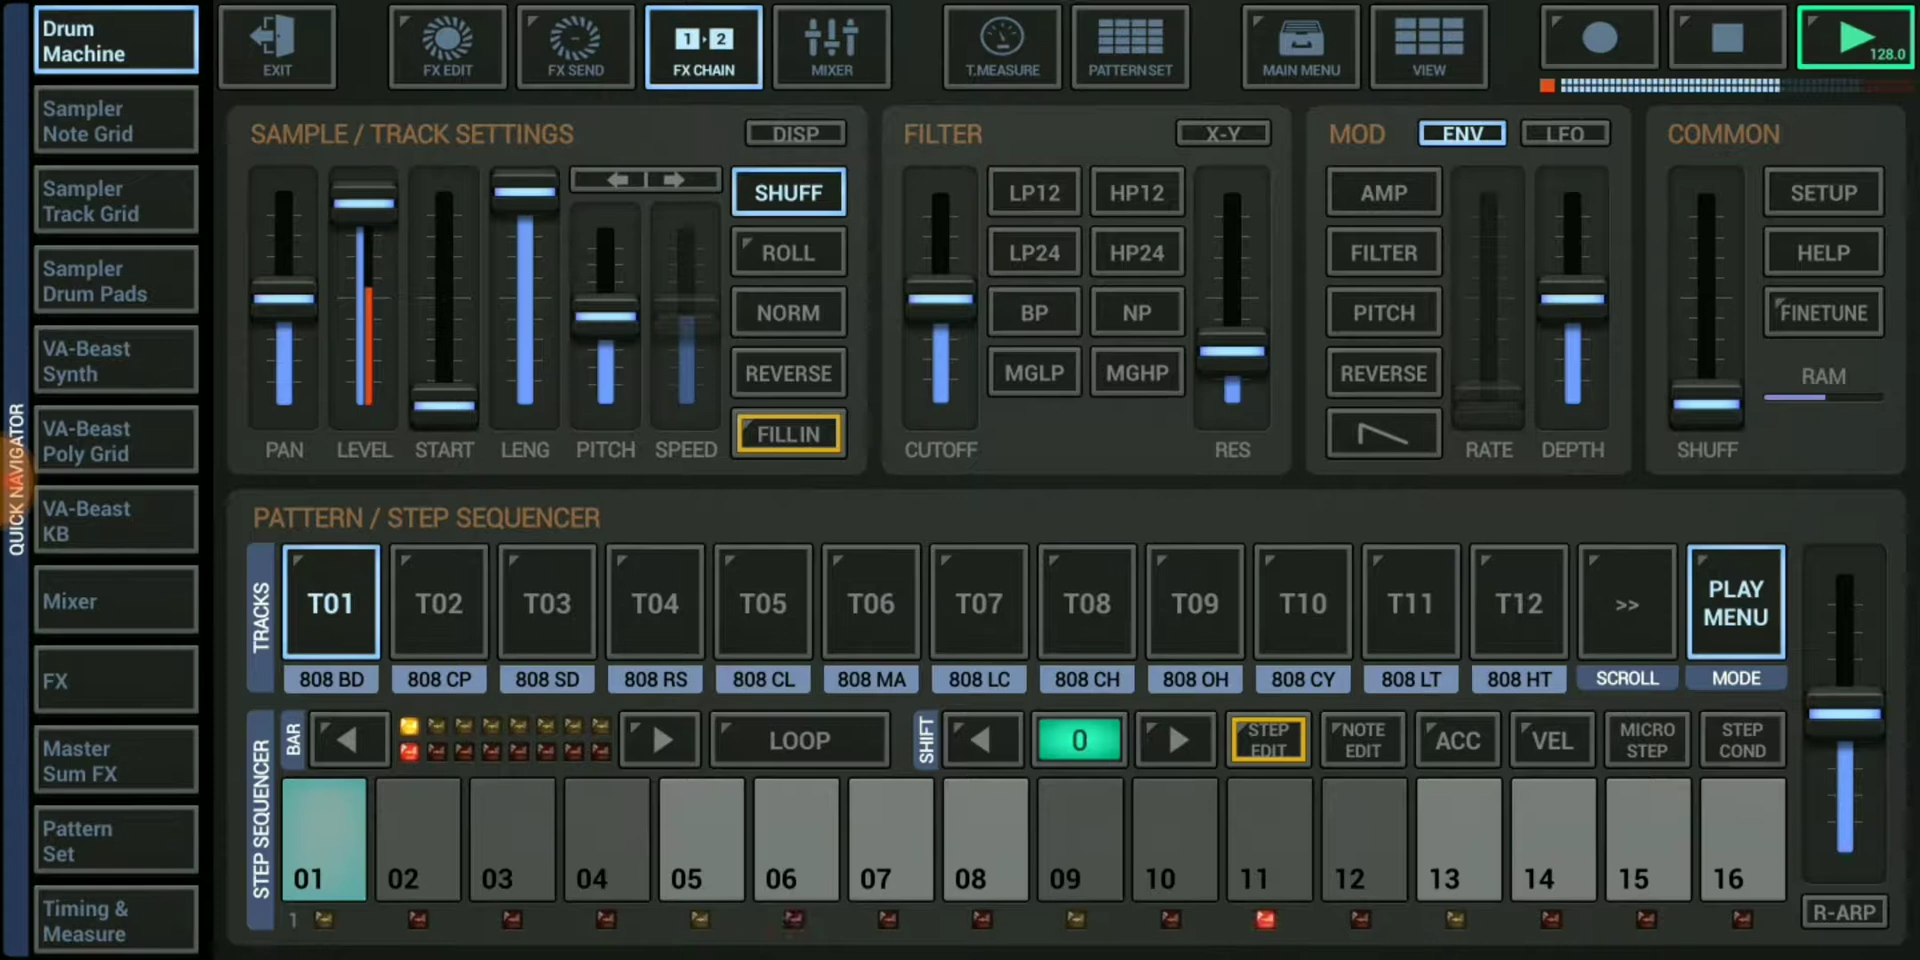 Drum
Machine
Sampler
Note Grid
Sampler
Track Grid
Sampler
Drum Pads
VA-Beast
Synth
VA-Beast
Poly Grid
VA-Beast
KB
Mixer
FX
Master
Sum FX
Pattern
Set
Timing &
Measure
QUICK NAVIGATOR
EXIT
FX EDIT
FX SEND
1 2
FX CHAIN
MIXER
T.MEASURE
PATTERN SET
MAIN MENU
VIEW
128.0
SAMPLE / TRACK SETTINGS
DISP
SHUFF
ROLL
NORM
REVERSE
FILL IN
PAN
LEVEL
START
LENG
PITCH
SPEED
FILTER
X-Y
LP12
HP12
LP24
HP24
BP
NP
MGLP
MGHP
CUTOFF
RES
MOD
ENV
LFO
AMP
FILTER
PITCH
REVERSE
RATE
DEPTH
COMMON
SETUP
HELP
FINETUNE
RAM
SHUFF
PATTERN / STEP SEQUENCER
TRACKS
T01
T02
T03
T04
T05
T06
T07
T08
T09
T10
T11
T12
>>
PLAY
MENU
808 BD
808 CP
808 SD
808 RS
808 CL
808 MA
808 LC
808 CH
808 OH
808 CY
808 LT
808 HT
SCROLL
MODE
STEP SEQUENCER
BAR
LOOP
SHIFT
0
STEP
EDIT
NOTE
EDIT
ACC
VEL
MICRO
STEP
STEP
COND
01
02
03
04
05
06
07
08
09
10
11
12
13
14
15
16
1
R-ARP